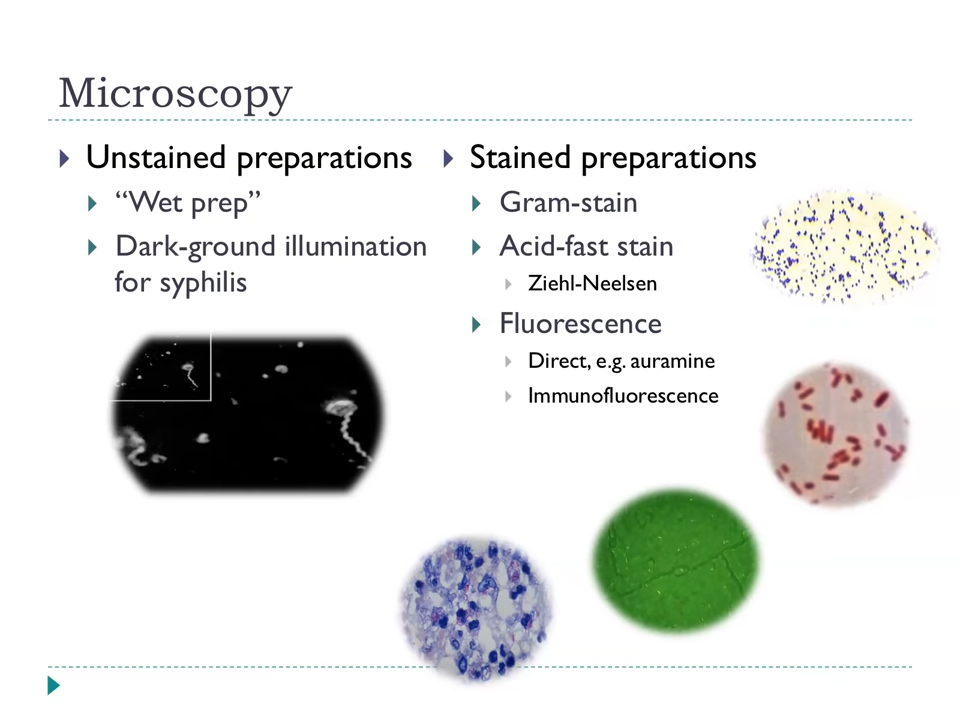 Microscopy
Unstained preparations
“Wet prep”
Dark-ground illumination
for syphilis
Stained preparations
Gram-stain
Acid-fast stain
Ziehl-Neelsen
Fluorescence
Direct, e.g. auramine
Immunofluorescence